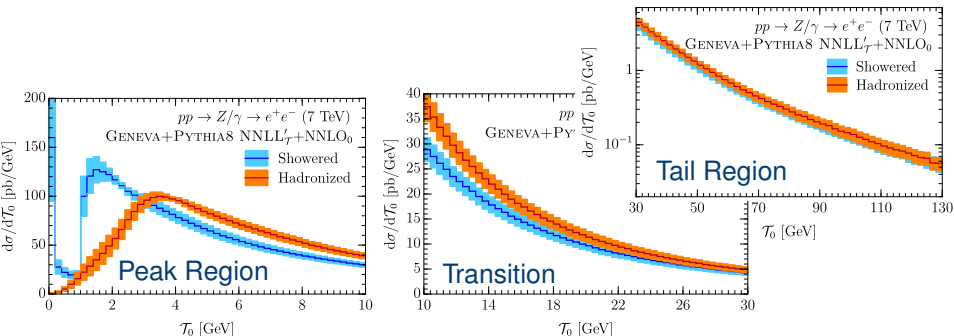 pp → Z/γ → e⁺e⁻ (7 TeV)
GENEVA+PYTHIA8 NNLL′_𝒯+NNLO₀
Showered
Hadronized
Peak Region
dσ/d𝒯₀ [pb/GeV]
200
150
100
50
0
0 2 4 6 8 10
𝒯₀ [GeV]
pp
GENEVA+PY
Transition
dσ/d𝒯₀ [pb/GeV]
40
35
30
25
20
15
10
5
0
10 14 18 22 26 30
𝒯₀ [GeV]
pp → Z/γ → e⁺e⁻ (7 TeV)
GENEVA+PYTHIA8 NNLL′_𝒯+NNLO₀
Showered
Hadronized
Tail Region
dσ/d𝒯₀ [pb/GeV]
1
10⁻¹
30 50 70 90 110 130
𝒯₀ [GeV]